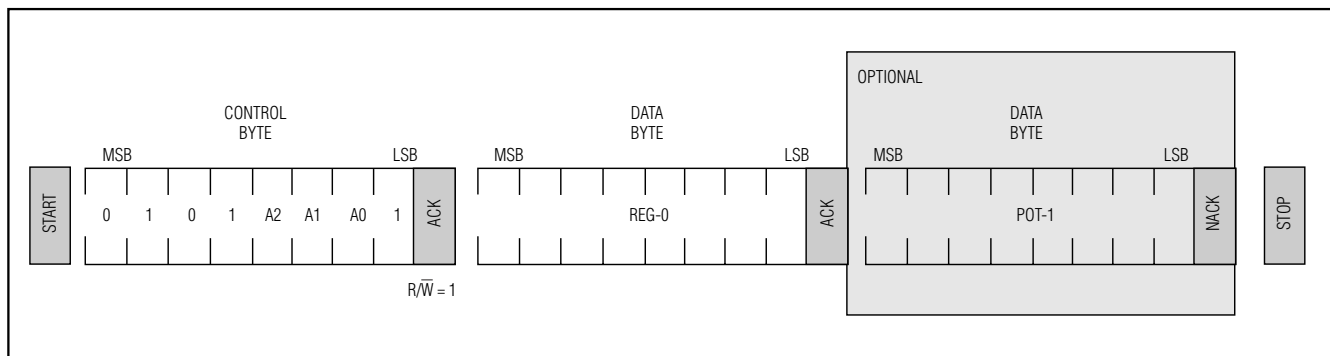 OPTIONAL
CONTROL
BYTE
DATA
BYTE
DATA
BYTE
MSB
LSB
MSB
LSB
MSB
LSB
START
0 1 0 1 A2 A1 A0 1
ACK
REG-0
ACK
POT-1
NACK
STOP
R/W̅ = 1